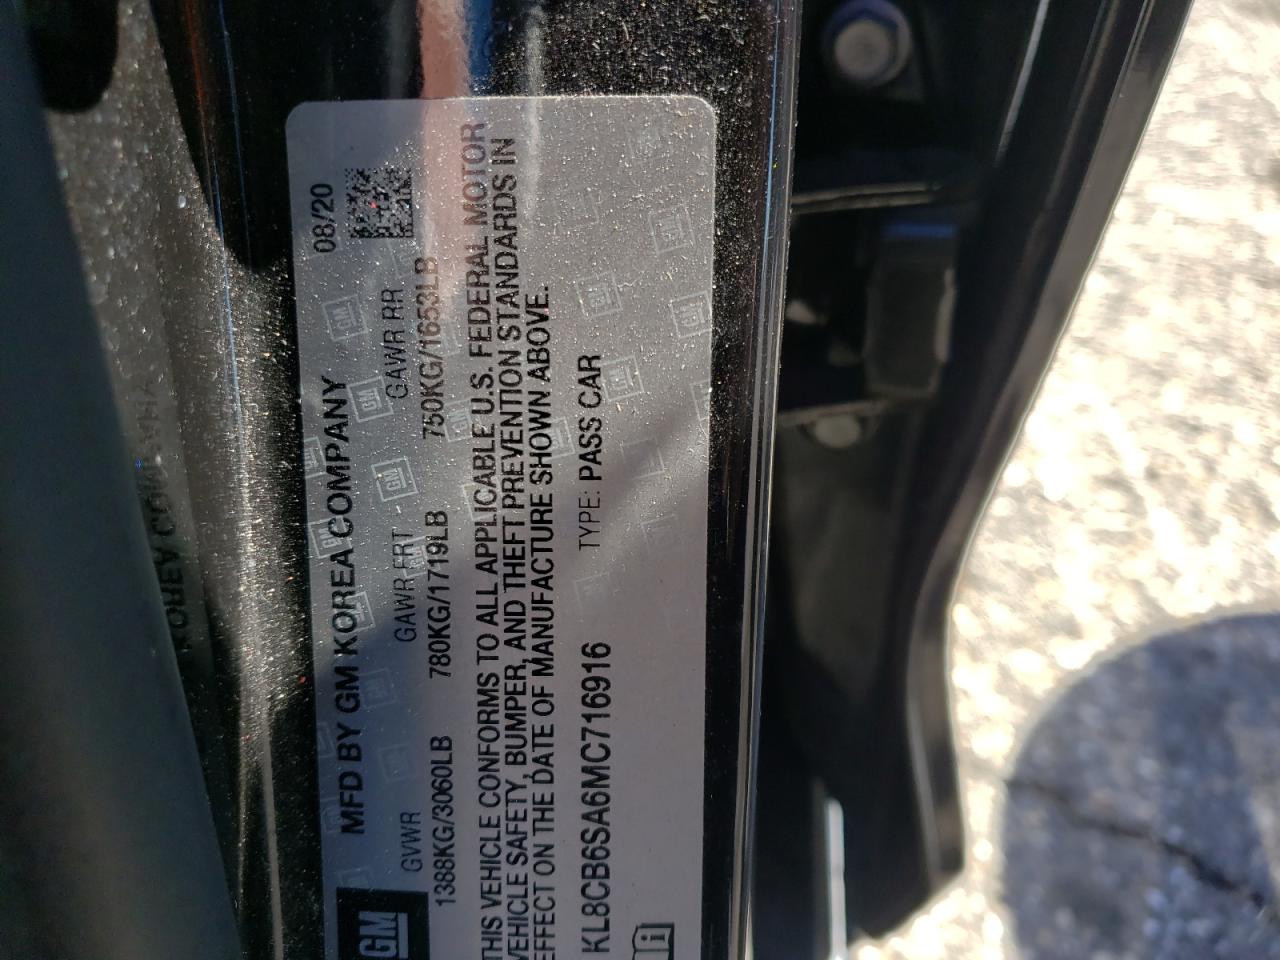 GM
MFD BY GM KOREA COMPANY 08/20
GVWR GAWR FRT GAWR RR
1388KG/3060LB 780KG/1719LB 750KG/1653LB
THIS VEHICLE CONFORMS TO ALL APPLICABLE U.S. FEDERAL MOTOR
VEHICLE SAFETY, BUMPER, AND THEFT PREVENTION STANDARDS IN
EFFECT ON THE DATE OF MANUFACTURE SHOWN ABOVE.
KL8CB6SA6MC716916 TYPE: PASS CAR